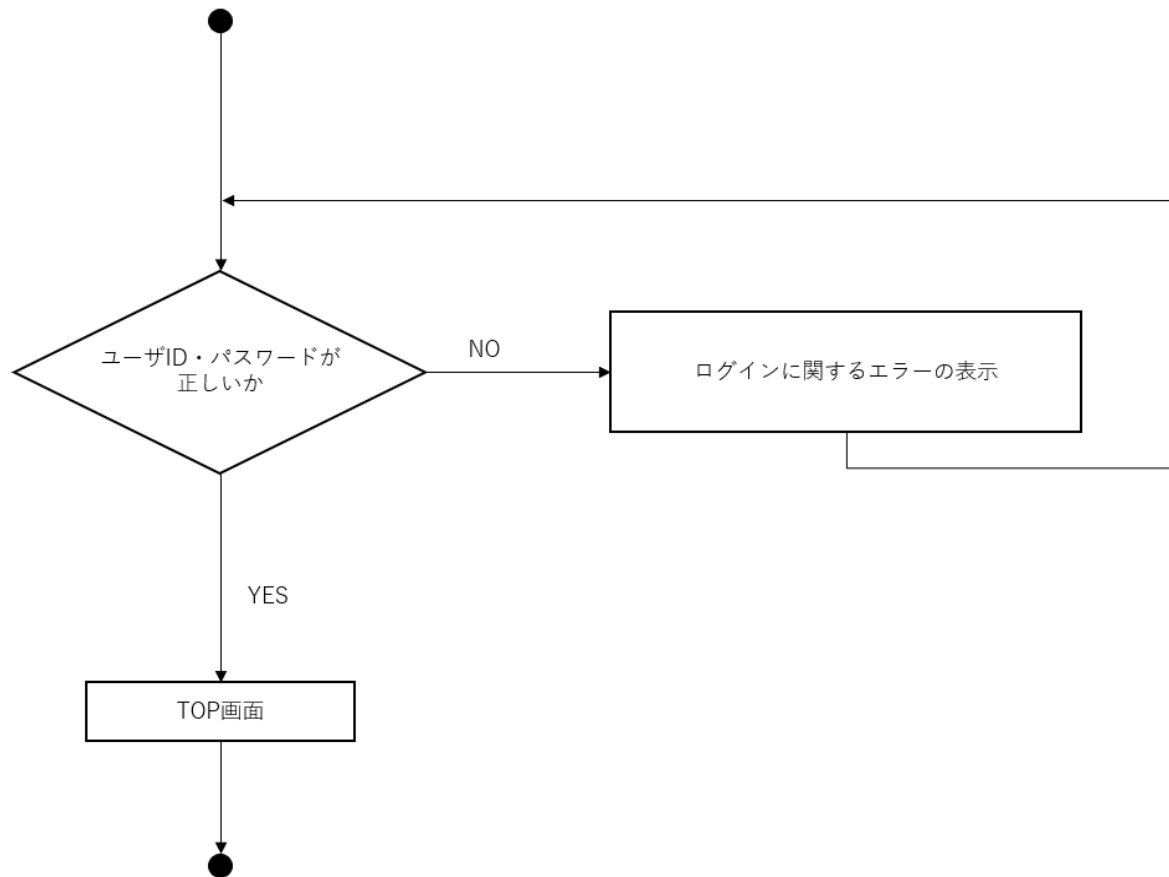 ユーザID・パスワードが
正しいか
NO
ログインに関するエラーの表示
YES
TOP画面